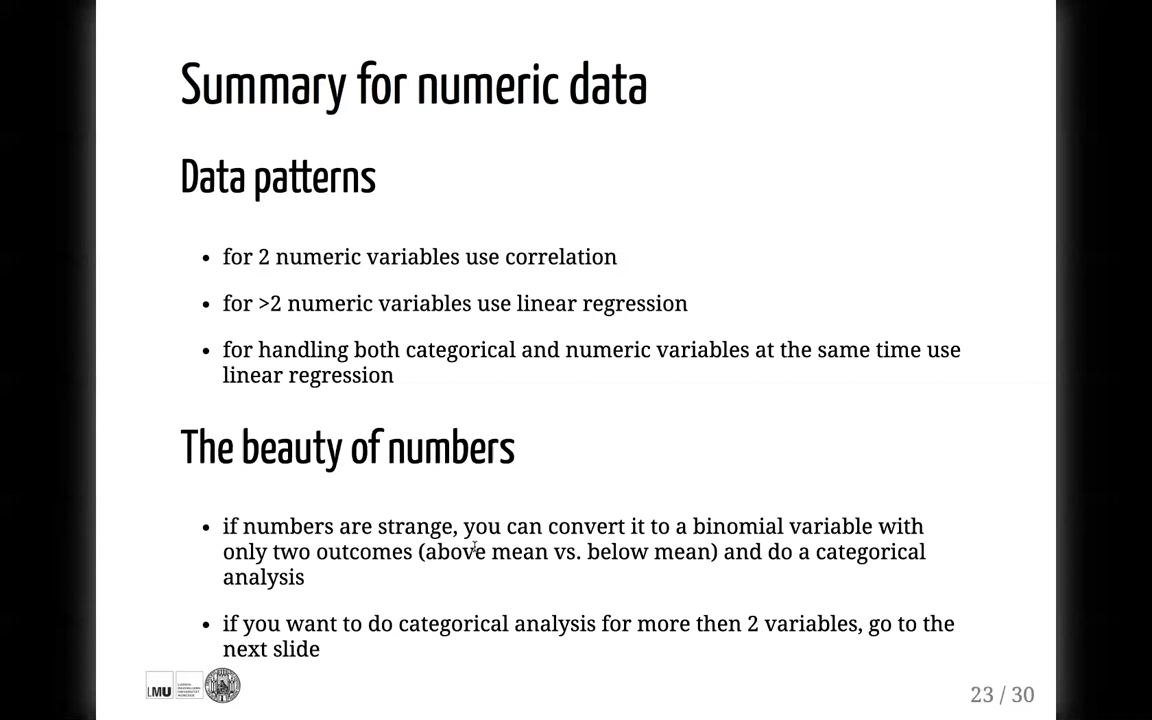 Summary for numeric data
Data patterns
• for 2 numeric variables use correlation
• for >2 numeric variables use linear regression
• for handling both categorical and numeric variables at the same time use
linear regression
The beauty of numbers
• if numbers are strange, you can convert it to a binomial variable with
only two outcomes (above mean vs. below mean) and do a categorical
analysis
• if you want to do categorical analysis for more then 2 variables, go to the
next slide
LMU
23 / 30